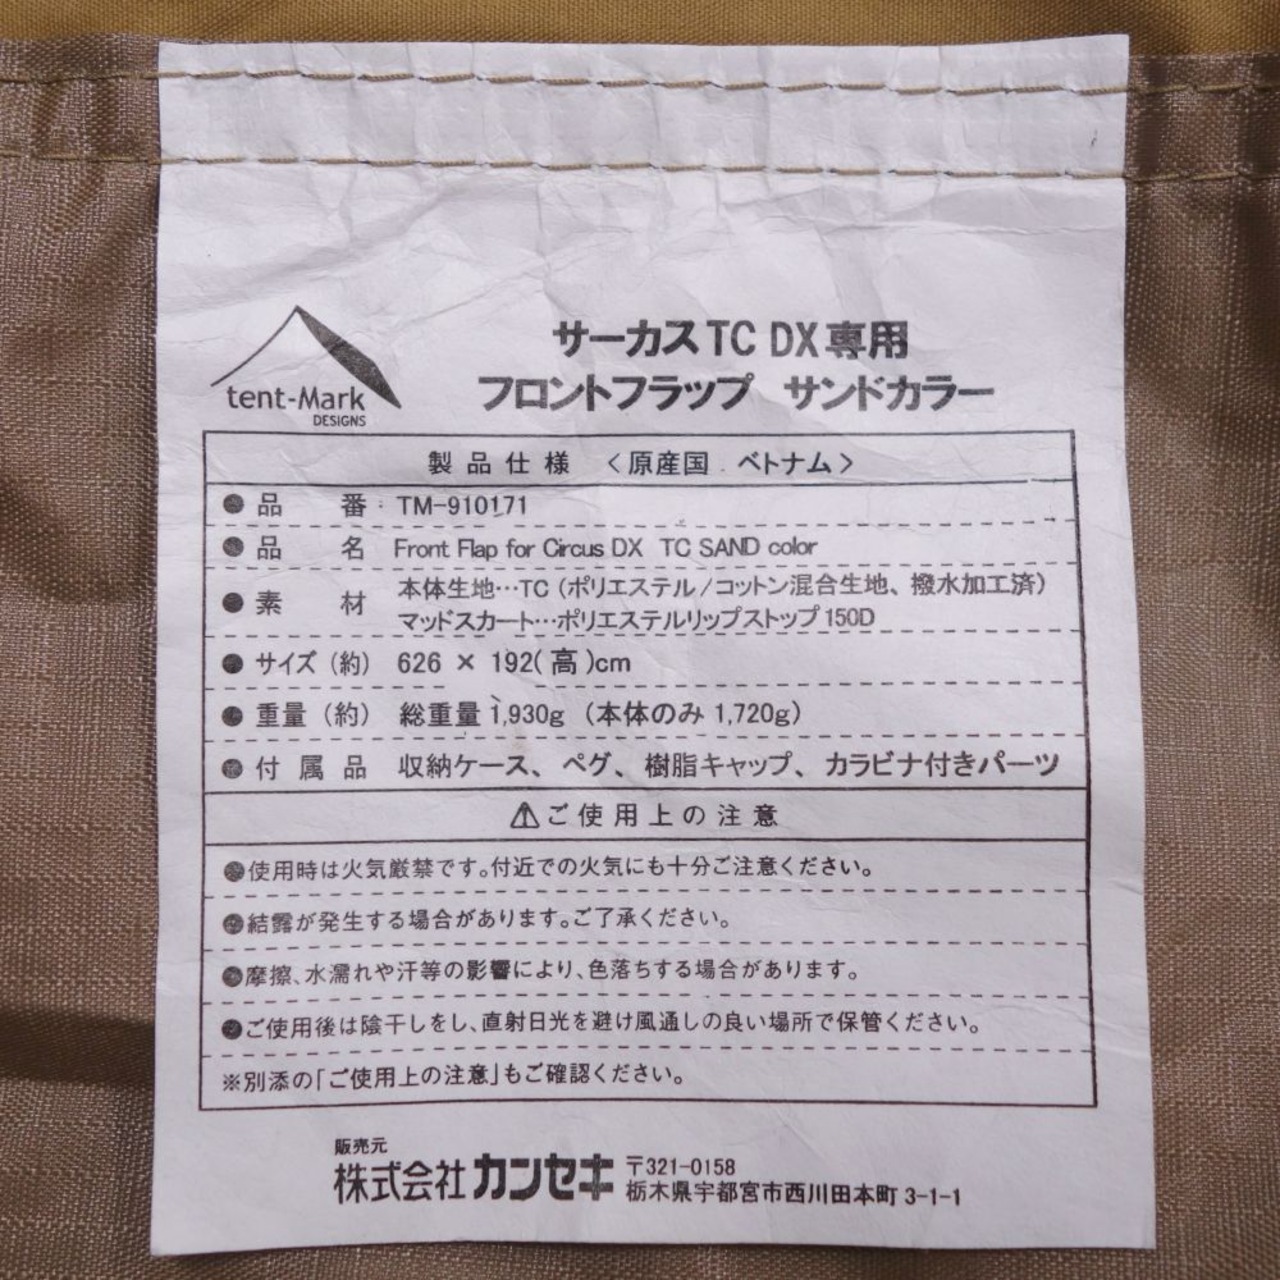 tent-Mark
DESIGNS
サーカス TC DX 専用
フロントフラップ サンドカラー
製品仕様 〈原産国 ベトナム〉
●品番 TM-910171
●品名 Front Flap for Circus DX TC SAND color
●素材 本体生地…TC (ポリエステル/コットン混合生地、撥水加工済)
マッドスカート…ポリエステルリップストップ150D
●サイズ (約) 626 × 192(高)cm
●重量 (約) 総重量 1,930g (本体のみ 1,720g)
●付属品 収納ケース、ペグ、樹脂キャップ、カラビナ付きパーツ
⚠ご使用上の注意
●使用時は火気厳禁です。付近での火気にも十分ご注意ください。
●結露が発生する場合があります。ご了承ください。
●摩擦、水濡れや汗等の影響により、色落ちする場合があります。
●ご使用後は陰干しをし、直射日光を避け風通しの良い場所で保管ください。
※別添の「ご使用上の注意」もご確認ください。
販売元
株式会社 カンセキ 〒321-0158
栃木県宇都宮市西川田本町 3-1-1